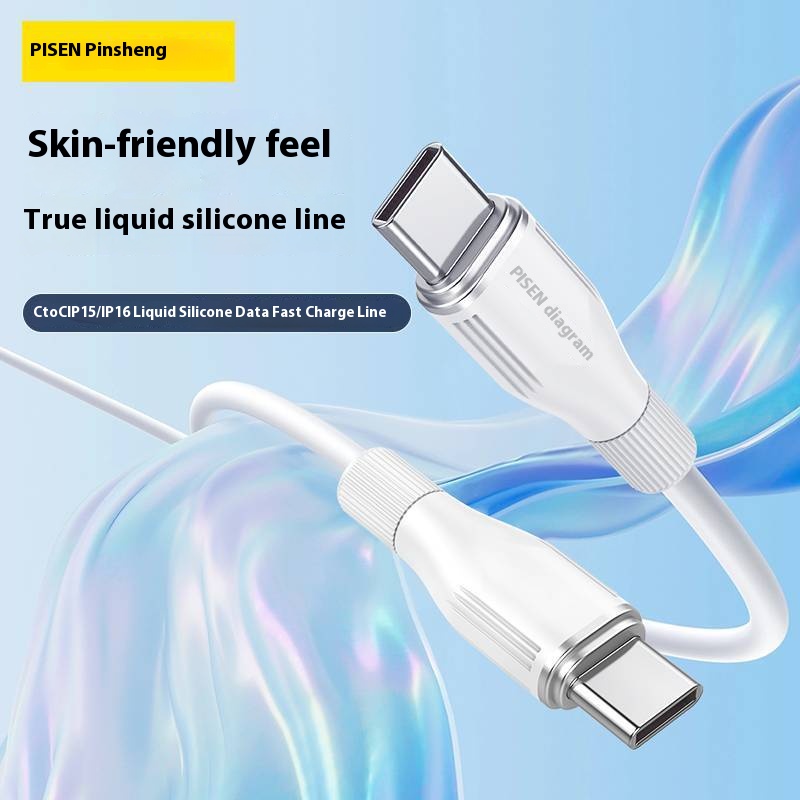 PISEN Pinsheng
Skin-friendly feel
True liquid silicone line
CtoCIP15/IP16 Liquid Silicone Data Fast Charge Line
PISEN diagram